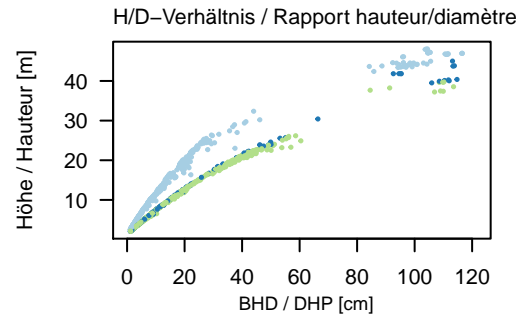 H/D−Verhältnis / Rapport hauteur/diamètre
Höhe / Hauteur [m]
40
30
20
10
0 20 40 60 80 100 120
BHD / DHP [cm]